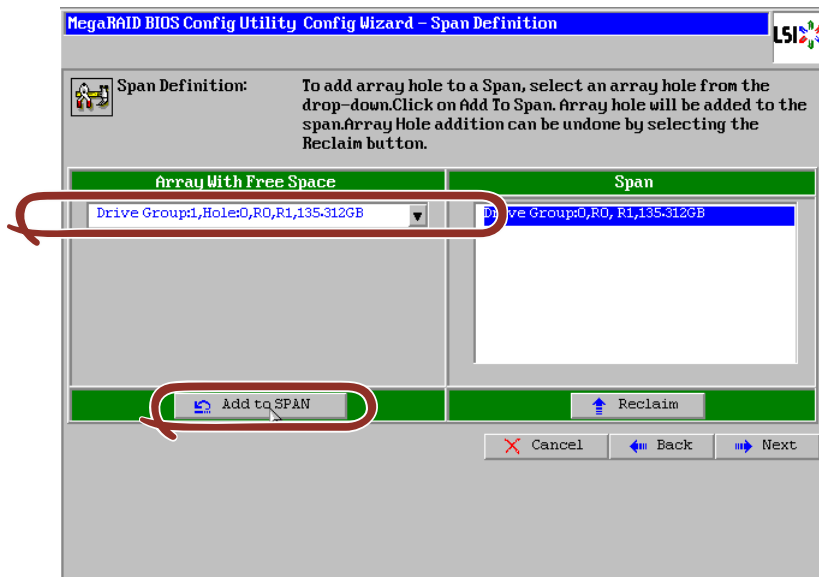 MegaRAID BIOS Config Utility Config Wizard – Span Definition
LSI
Span Definition:
To add array hole to a Span, select an array hole from the
drop-down.Click on Add To Span. Array hole will be added to the
span.Array Hole addition can be undone by selecting the
Reclaim button.
Array With Free Space
Drive Group:1,Hole:0,R0,R1,135.312GB
Add to SPAN
Span
Drive Group:0,R0, R1,135.312GB
Reclaim
Cancel
Back
Next